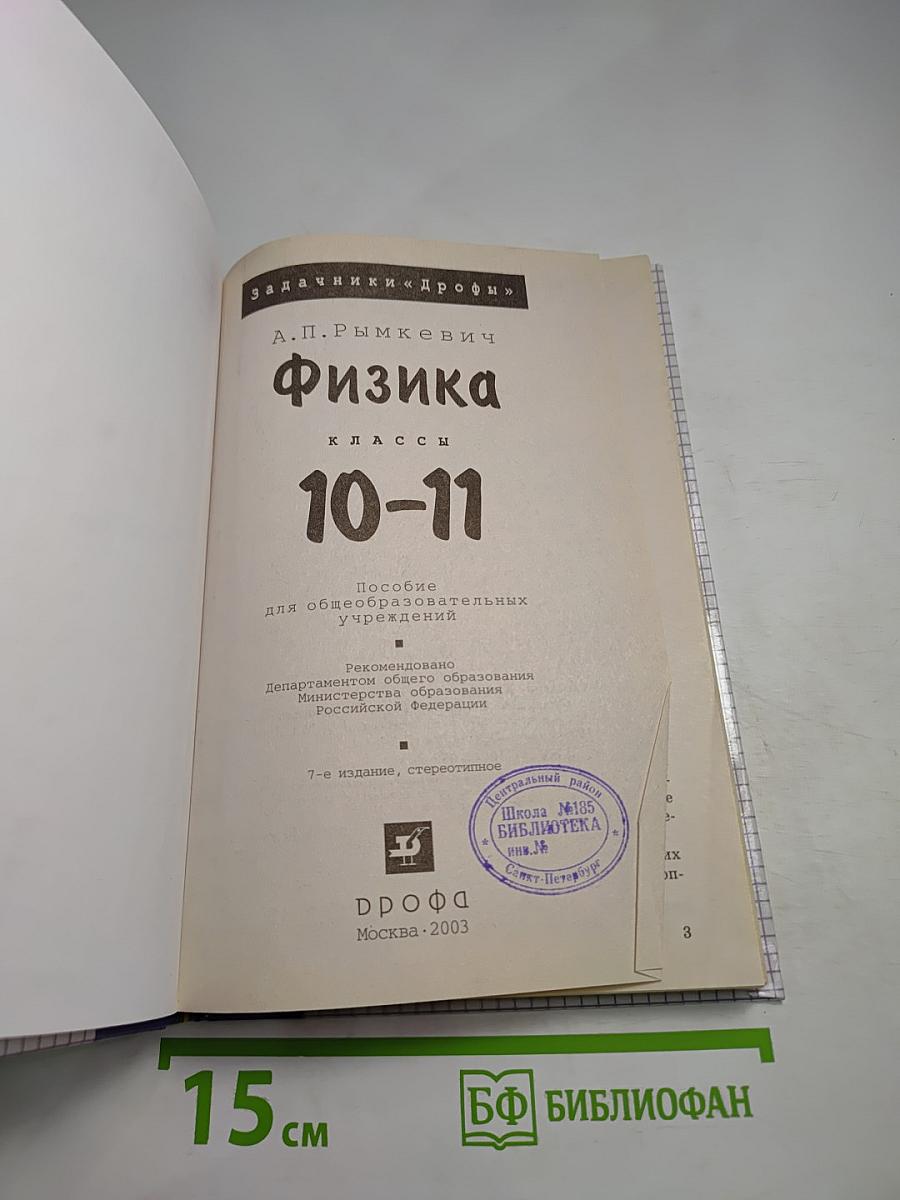 Задачники «Дрофы»
А.П.Рымкевич
Физика
классы
10–11
Пособие
для общеобразовательных
учреждений
Рекомендовано
Департаментом общего образования
Министерства образования
Российской Федерации
7-е издание, стереотипное
Центральный район
Школа №185
БИБЛИОТЕКА
инв.№
Санкт-Петербург
дрофа
Москва·2003
е
е-
их
оп-
3
15 см
БФ БИБЛИОФАН